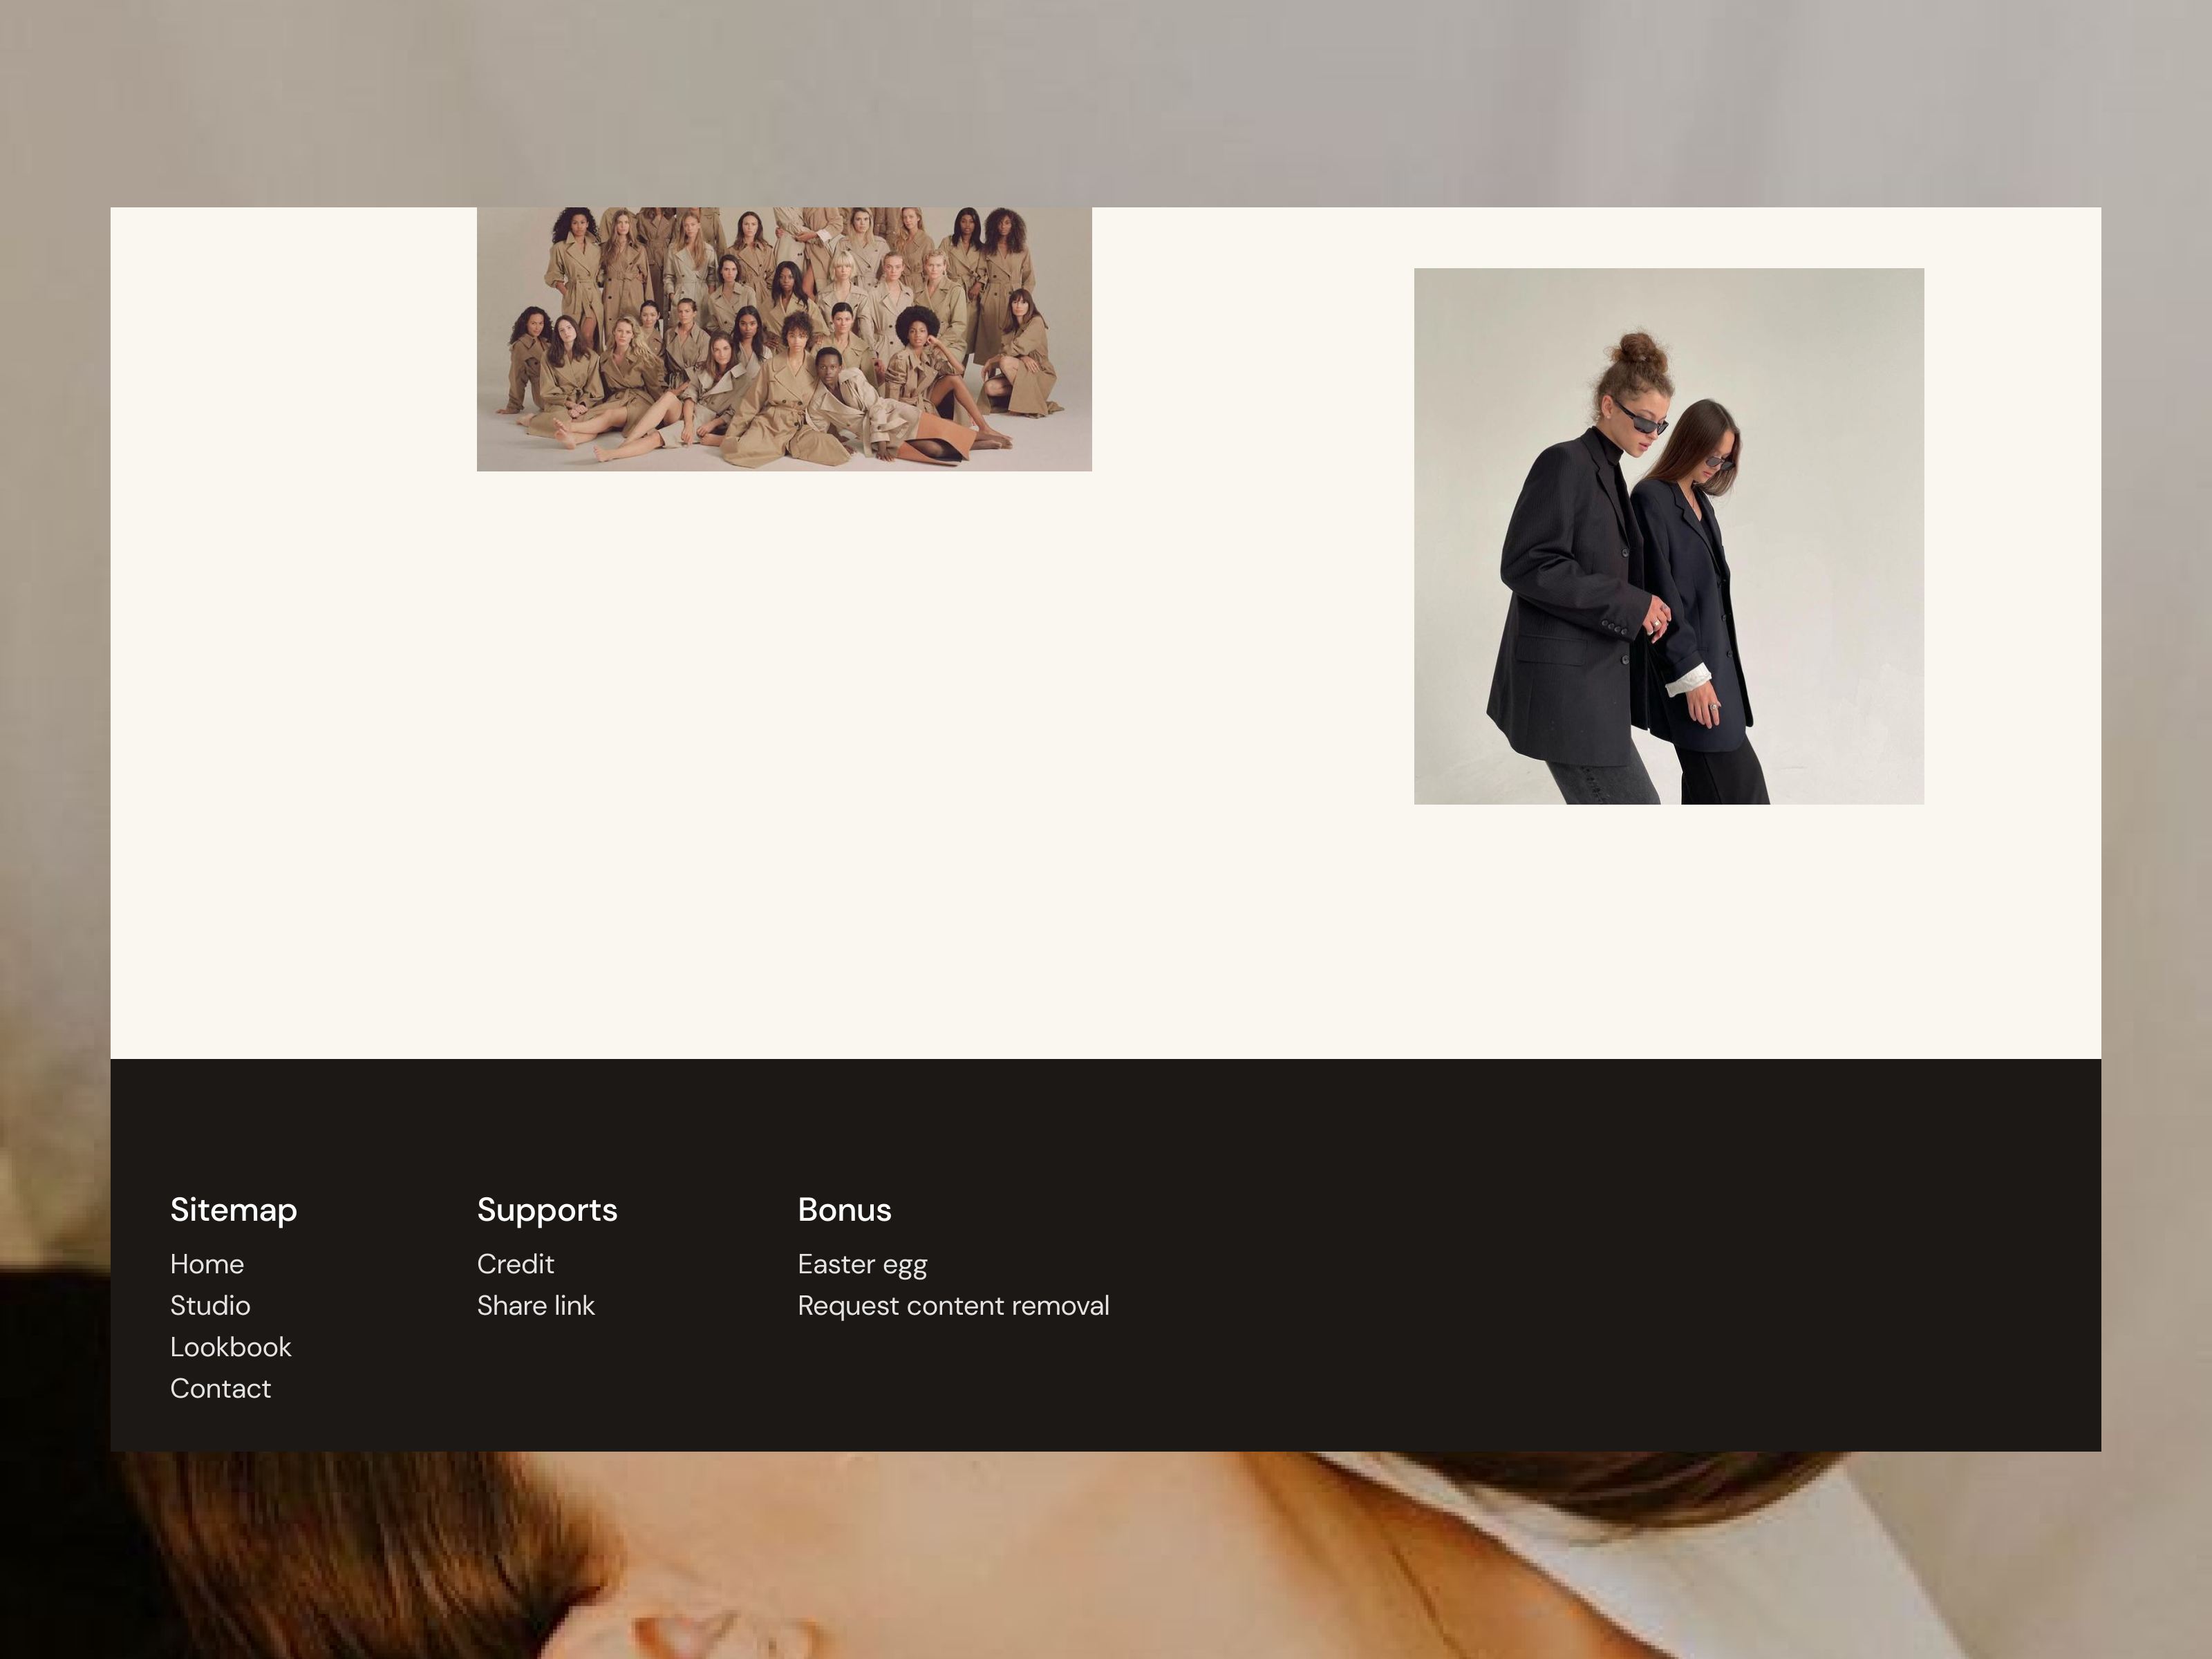 Sitemap
Home
Studio
Lookbook
Contact
Supports
Credit
Share link
Bonus
Easter egg
Request content removal